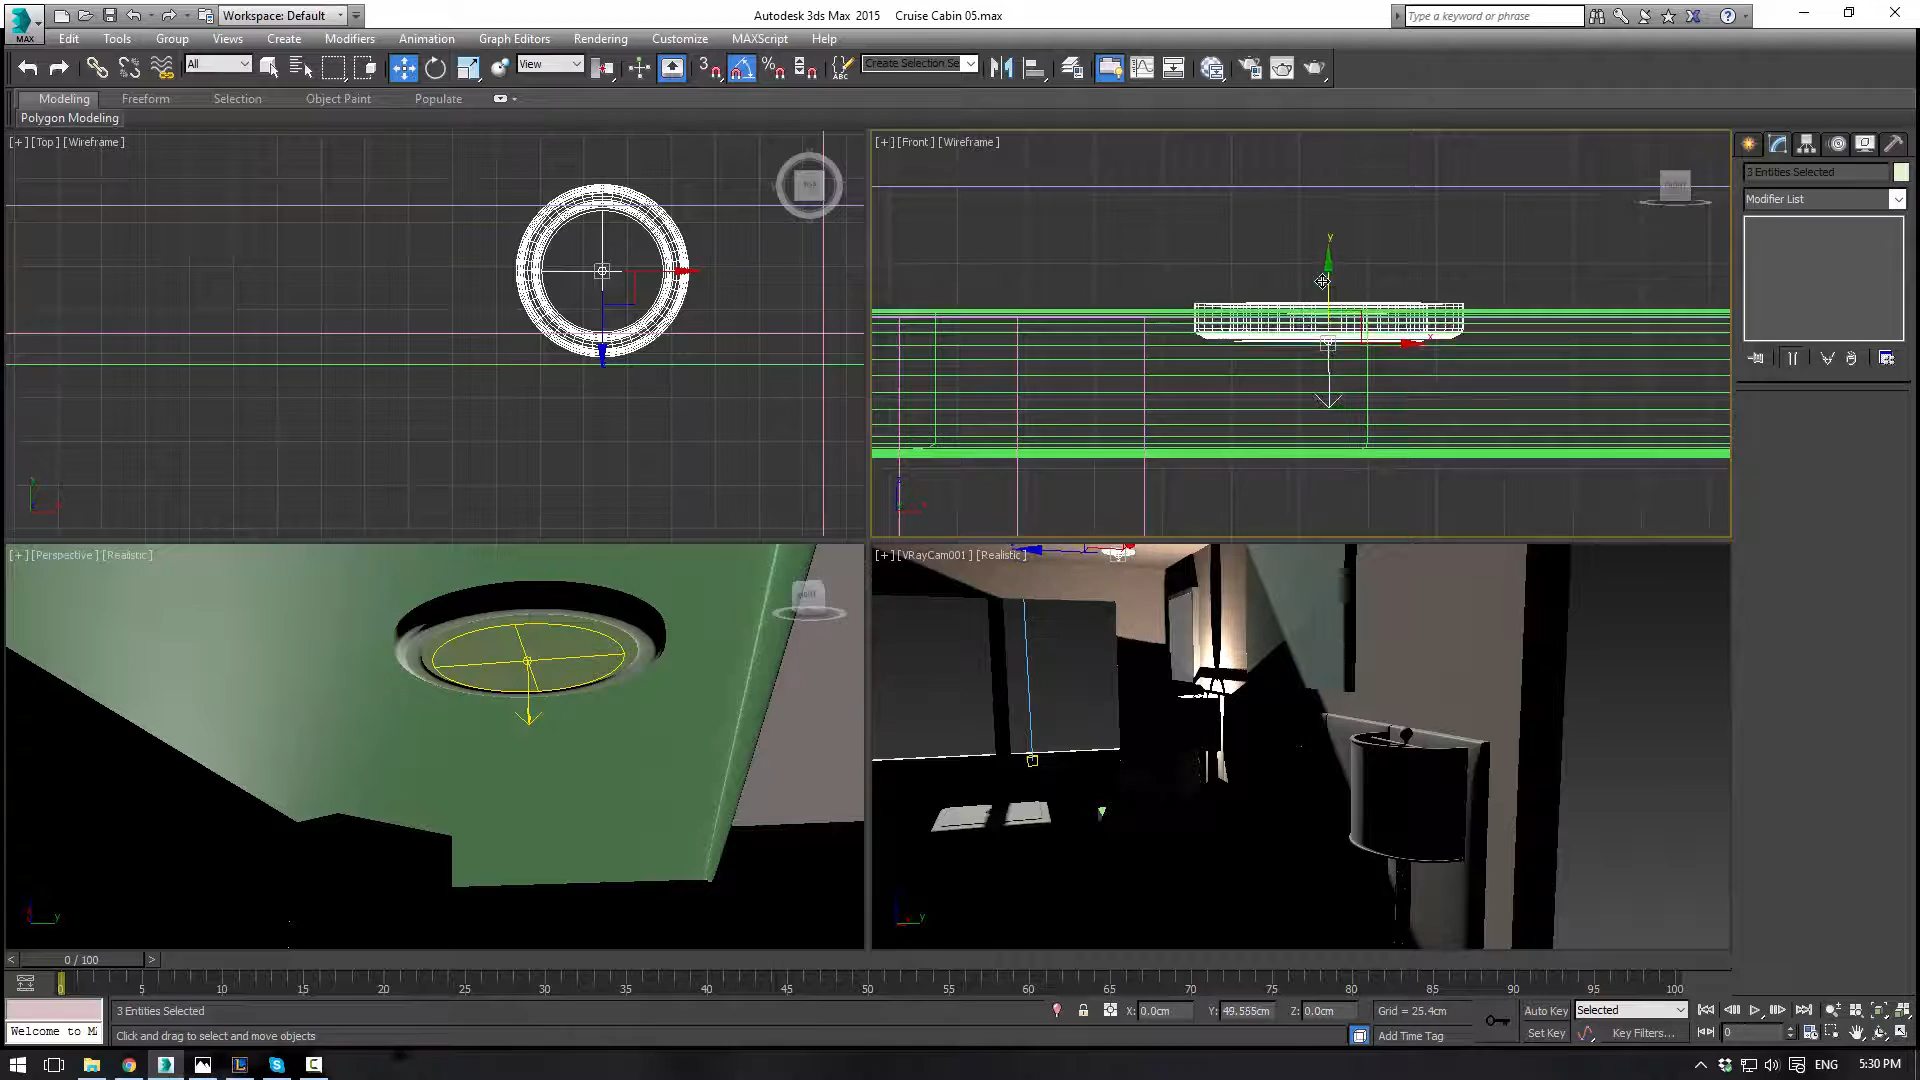 Workspace: Default
Autodesk 3ds Max 2015 Cruise Cabin 05.max
Type a keyword or phrase
MAX
Edit Tools Group Views Create Modifiers Animation Graph Editors Rendering Customize MAXScript Help
All
View
3
ABC
Create Selection Se
Modeling Freeform Selection Object Paint Populate
Polygon Modeling
[+] [Top] [Wireframe]
TOP
[+] [Front] [Wireframe]
FRONT
y
x
3 Entities Selected
Modifier List
[+] [Perspective] [Realistic]
[+] [VRayCam001] [Realistic]
y
y
0 / 100
0 5 10 15 20 25 30 35 40 45 50 55 60 65 70 75 80 85 90 95 100
3 Entities Selected
X: 0.0cm Y: 49.555cm Z: 0.0cm Grid = 25.4cm
Auto Key Selected
Welcome to M
Click and drag to select and move objects
Add Time Tag
Set Key Key Filters...
0
ENG
5:30 PM